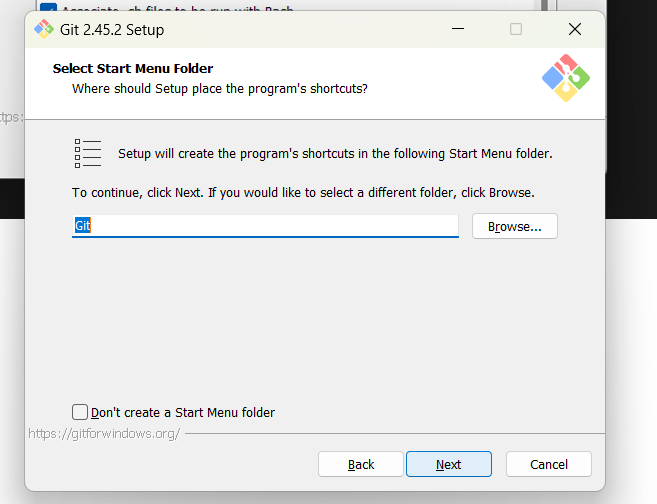 Git 2.45.2 Setup
Select Start Menu Folder
Where should Setup place the program's shortcuts?
Setup will create the program's shortcuts in the following Start Menu folder.
To continue, click Next. If you would like to select a different folder, click Browse.
Git
Browse...
Don't create a Start Menu folder
https://gitforwindows.org/
Back
Next
Cancel